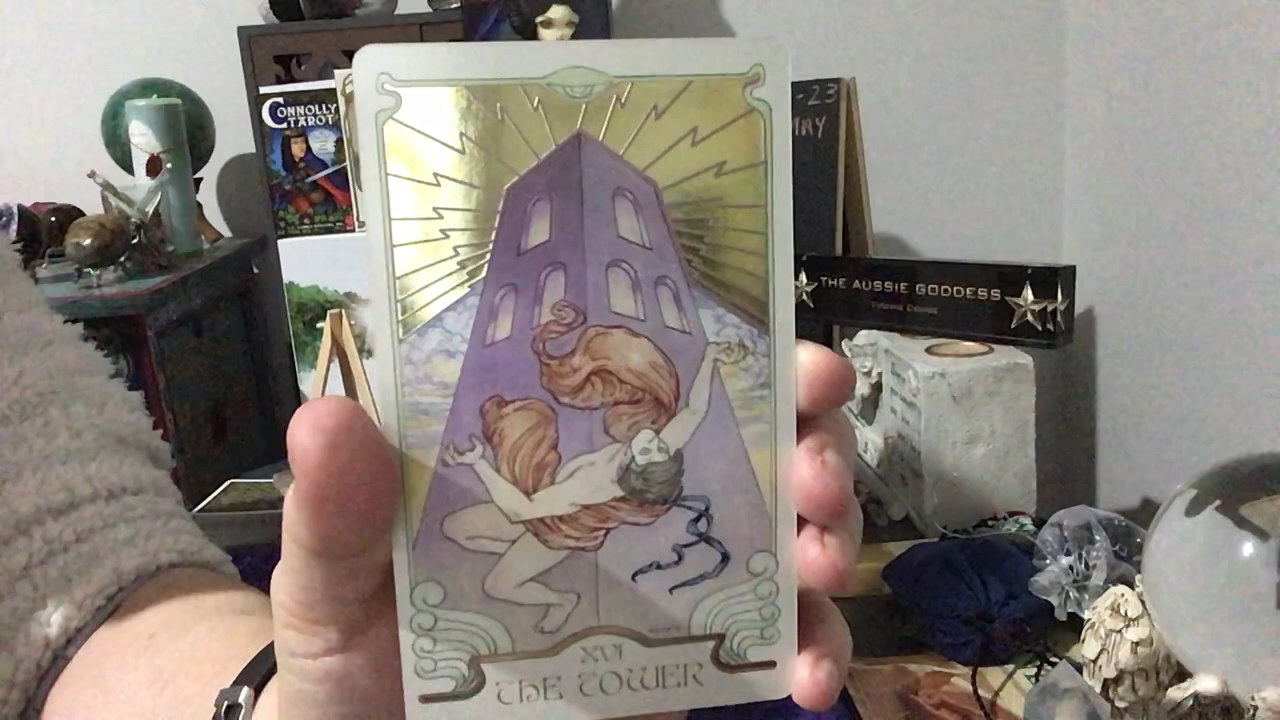 CONNOLLY
TAROT
-23
THE AUSSIE GODDESS
XVI
THE TOWER